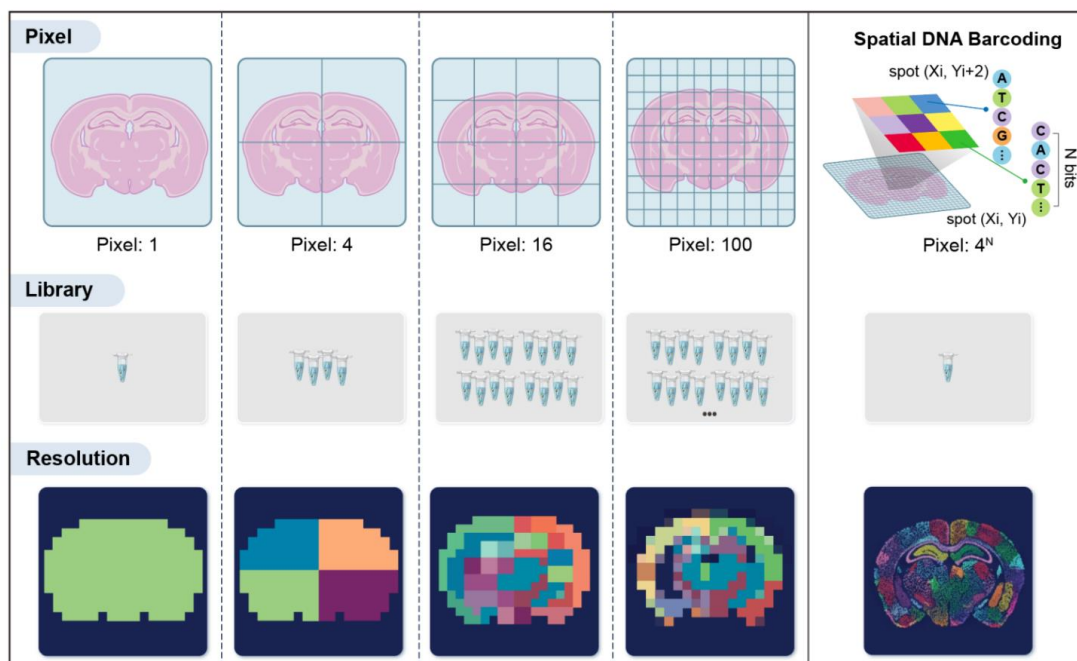 Pixel
Pixel: 1
Pixel: 4
Pixel: 16
Pixel: 100
Spatial DNA Barcoding
spot (Xi, Yi+2)
A
T
C
G
⋮
C
A
C
T
⋮
N bits
spot (Xi, Yi)
Pixel: 4ᴺ
Library
•••
Resolution